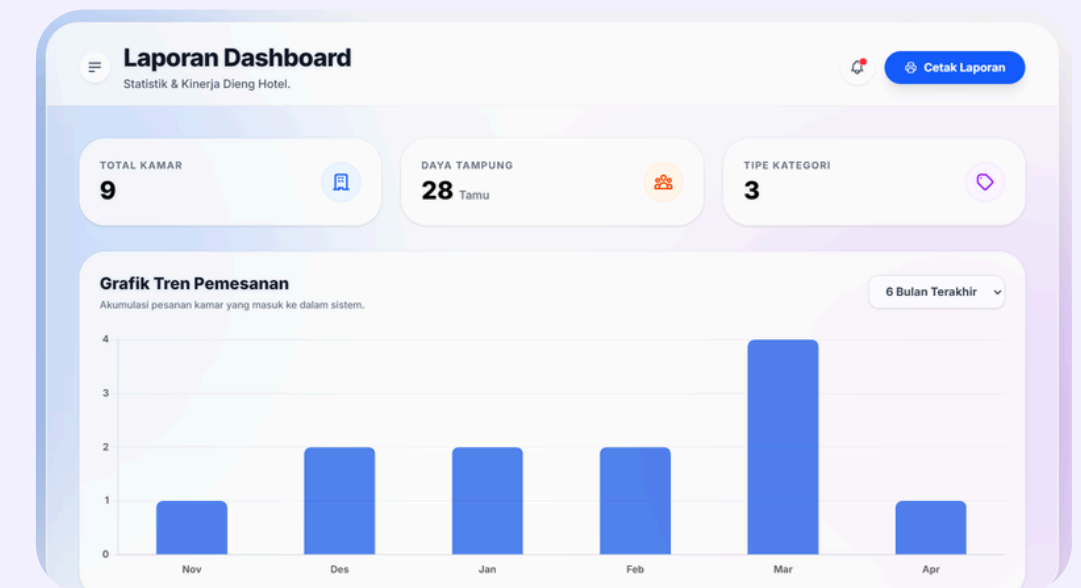 Laporan Dashboard
Statistik & Kinerja Dieng Hotel.
Cetak Laporan
TOTAL KAMAR
9
DAYA TAMPUNG
28 Tamu
TIPE KATEGORI
3
Grafik Tren Pemesanan
Akumulasi pesanan kamar yang masuk ke dalam sistem.
6 Bulan Terakhir
4
3
2
1
0
Nov Des Jan Feb Mar Apr